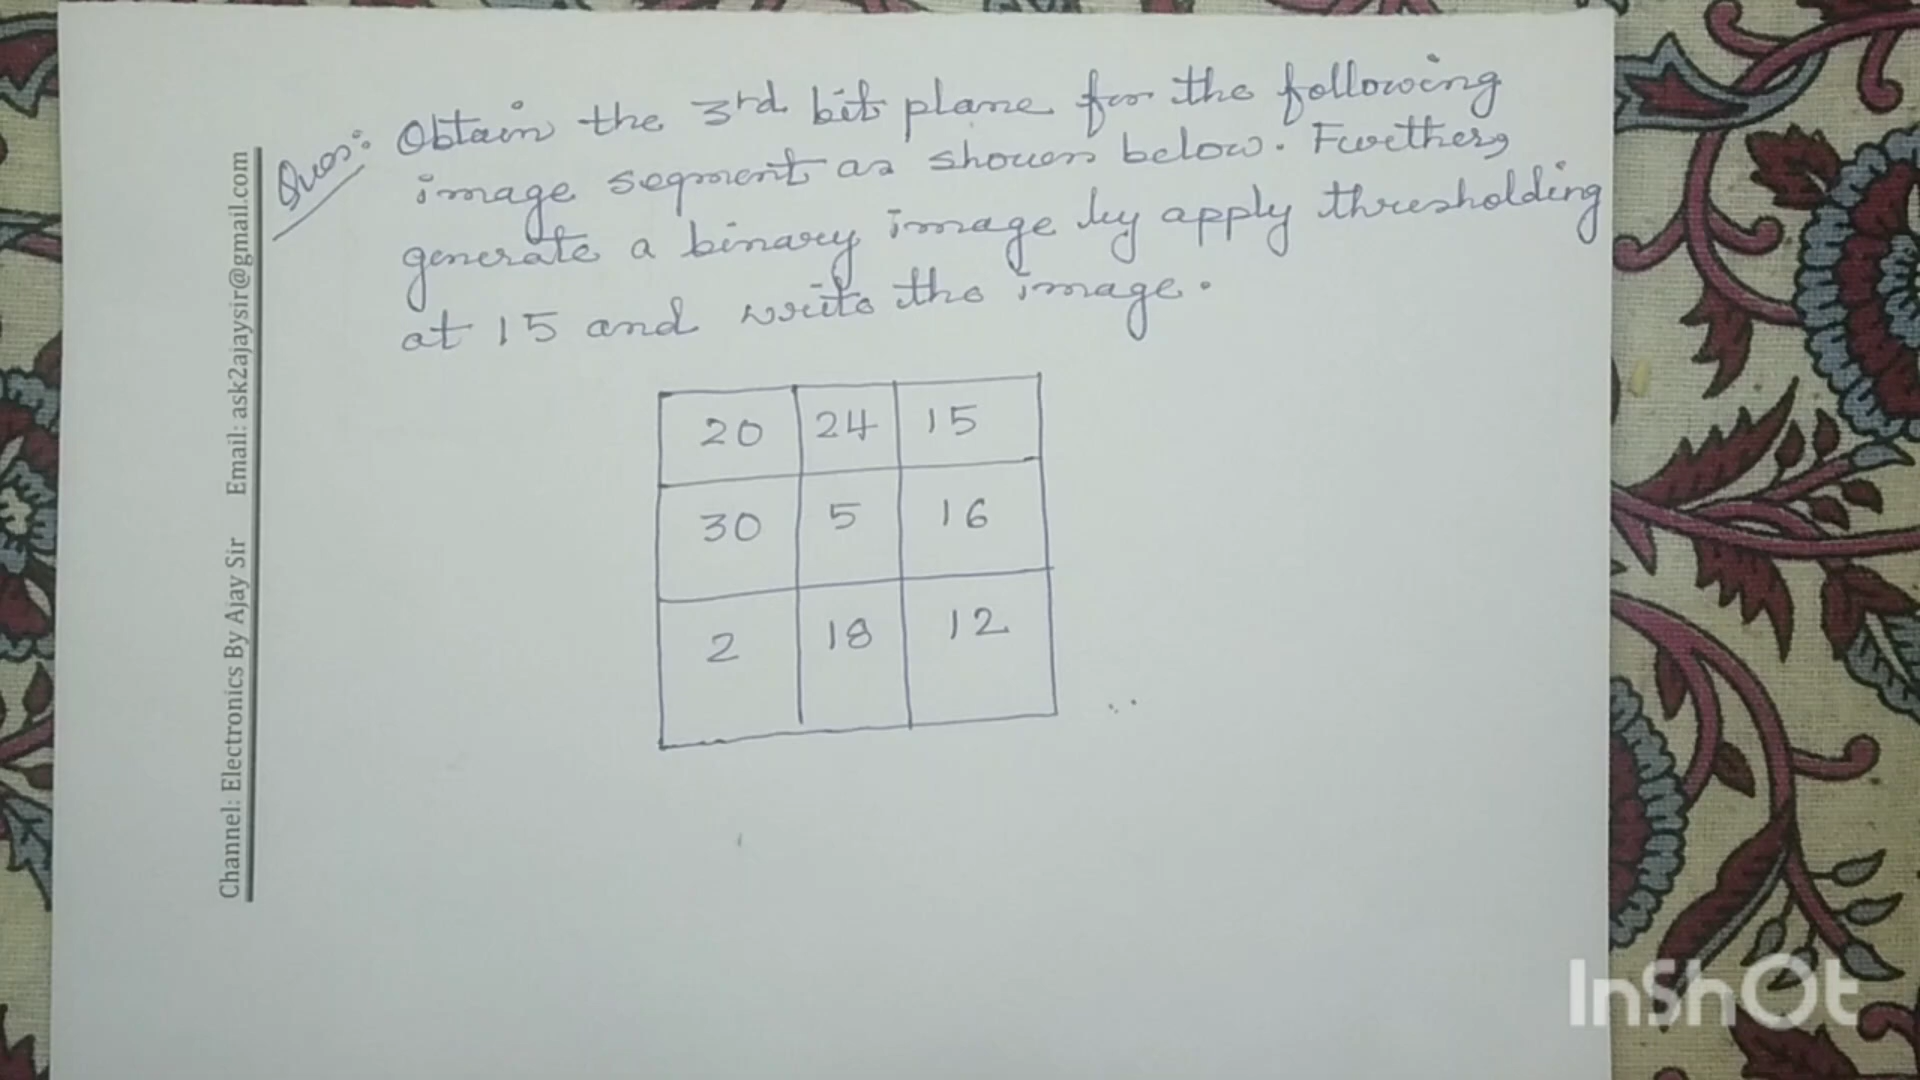 Ques: Obtain the 3rd bit plane for the following
image segment as shown below. Further,
generate a binary image by apply thresholding
at 15 and write the image.
20 24 15
30 5 16
2 18 12
Channel: Electronics By Ajay Sir Email: ask2ajaysir@gmail.com
InShOt